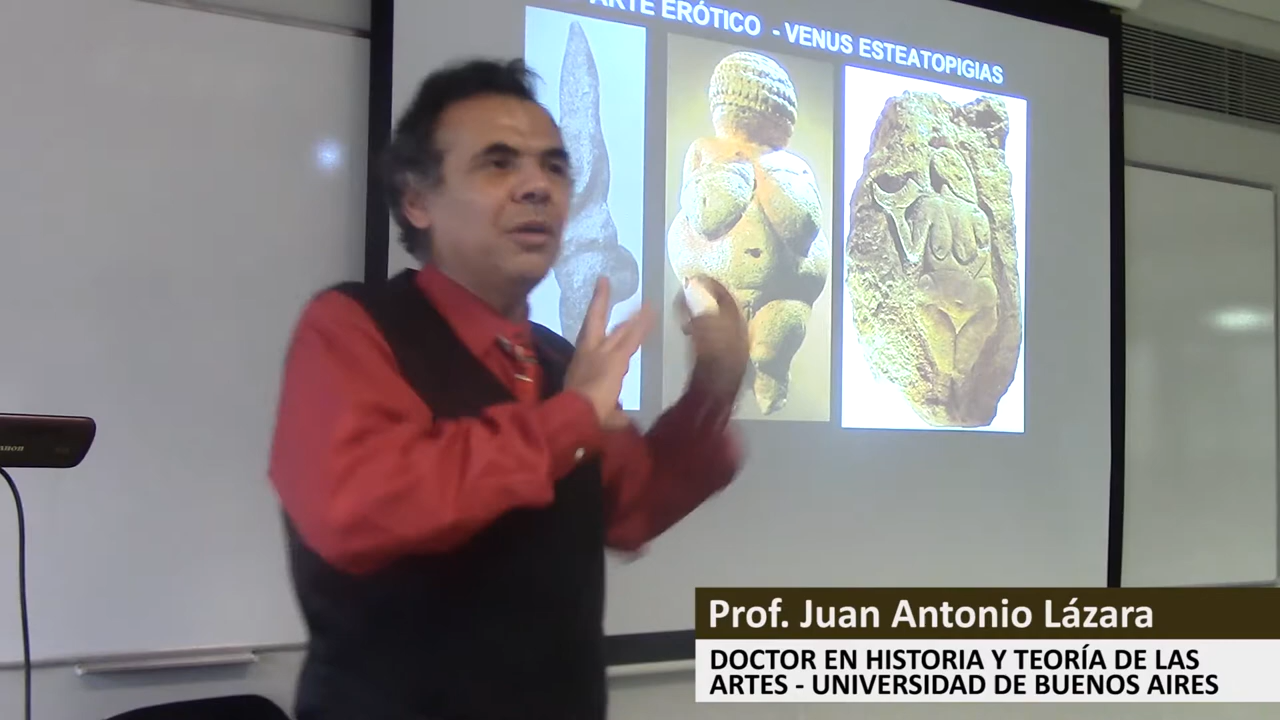 ARTE ERÓTICO - VENUS ESTEATOPIGIAS
Prof. Juan Antonio Lázara
DOCTOR EN HISTORIA Y TEORÍA DE LAS
ARTES - UNIVERSIDAD DE BUENOS AIRES